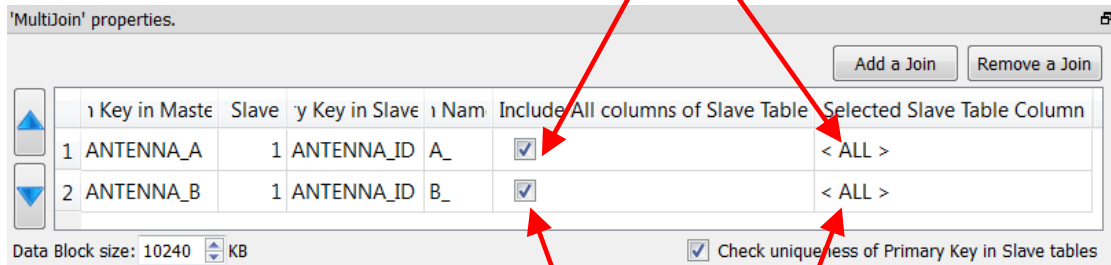 'MultiJoin' properties.
Add a Join Remove a Join
ı Key in Maste Slave y Key in Slave ı Nam Include All columns of Slave Table Selected Slave Table Column
1 ANTENNA_A 1 ANTENNA_ID A_ < ALL >
2 ANTENNA_B 1 ANTENNA_ID B_ < ALL >
Data Block size: 10240 KB Check uniqueness of Primary Key in Slave tables